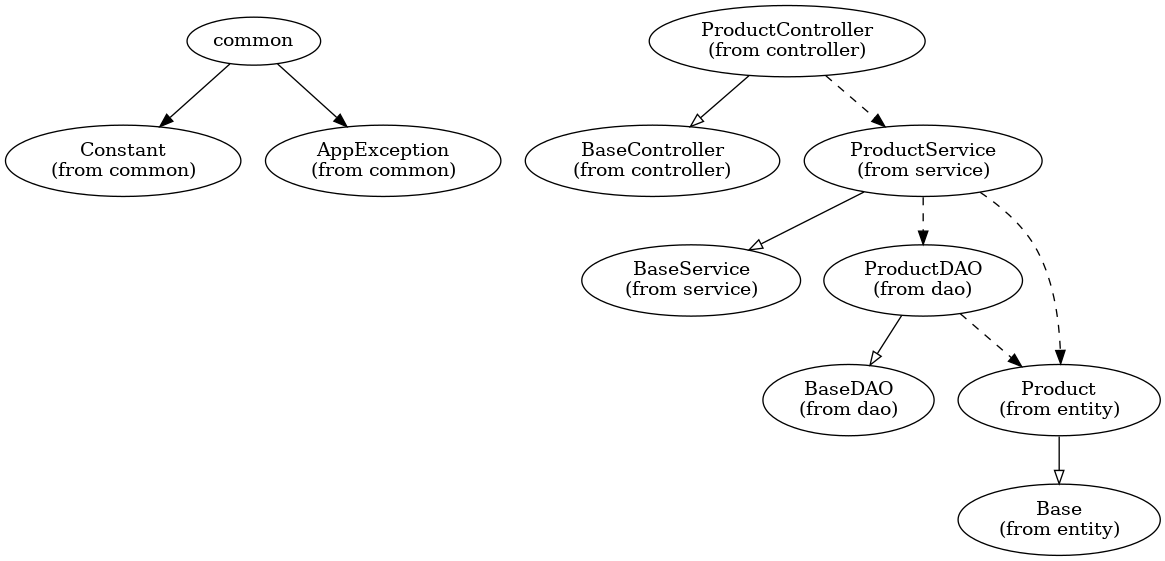 common
ProductController
(from controller)
Constant
(from common)
AppException
(from common)
BaseController
(from controller)
ProductService
(from service)
BaseService
(from service)
ProductDAO
(from dao)
BaseDAO
(from dao)
Product
(from entity)
Base
(from entity)